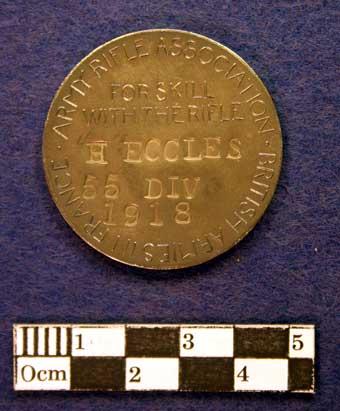 · ARMY RIFLE ASSOCIATION · BRITISH ARMIES IN FRANCE
FOR SKILL
WITH THE RIFLE
H ECCLES
55 DIV
1918
1 3 5
0cm 2 4